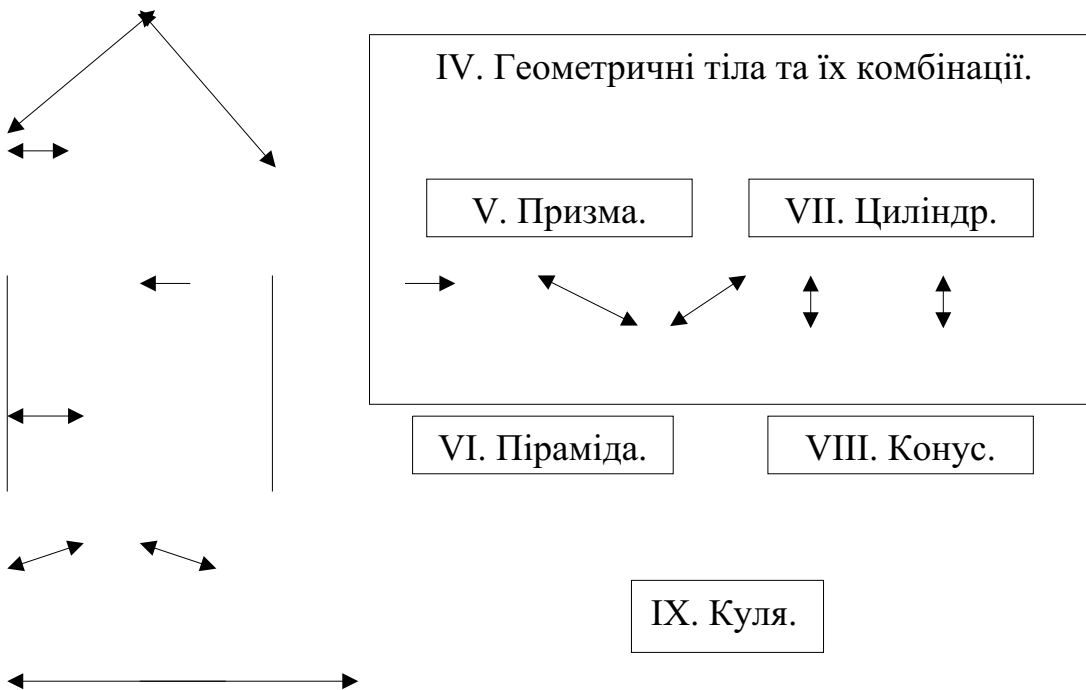 IV. Геометричні тіла та їх комбінації.
V. Призма.
VII. Циліндр.
VI. Піраміда.
VIII. Конус.
IX. Куля.